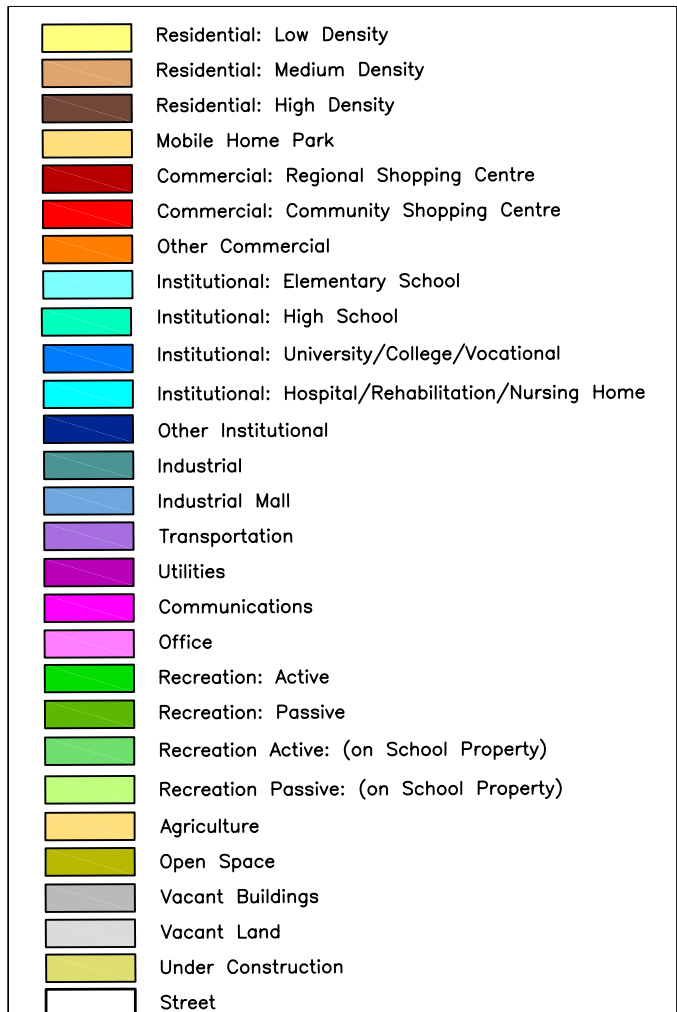 Residential: Low Density
Residential: Medium Density
Residential: High Density
Mobile Home Park
Commercial: Regional Shopping Centre
Commercial: Community Shopping Centre
Other Commercial
Institutional: Elementary School
Institutional: High School
Institutional: University/College/Vocational
Institutional: Hospital/Rehabilitation/Nursing Home
Other Institutional
Industrial
Industrial Mall
Transportation
Utilities
Communications
Office
Recreation: Active
Recreation: Passive
Recreation Active: (on School Property)
Recreation Passive: (on School Property)
Agriculture
Open Space
Vacant Buildings
Vacant Land
Under Construction
Street